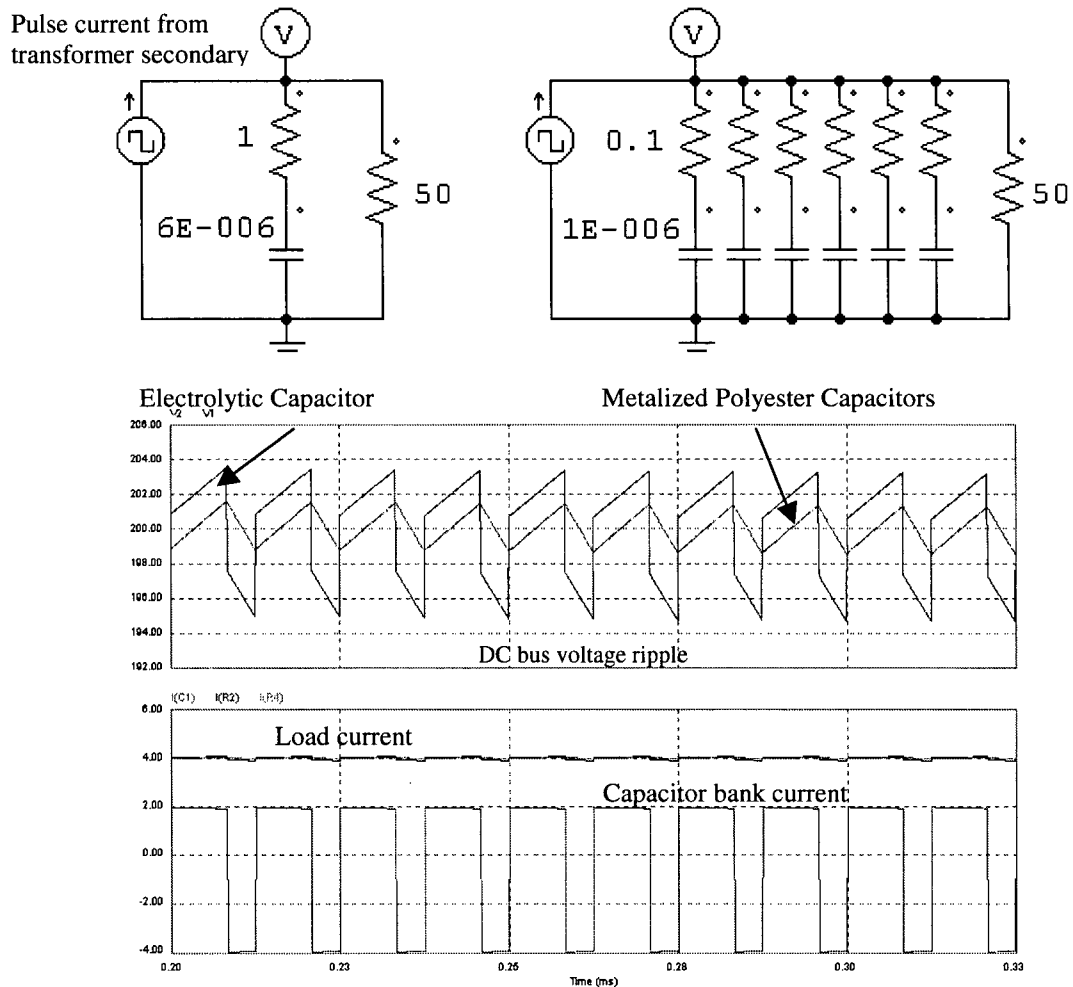 Pulse current from
transformer secondary
V
V
1
50
6E-006
0.1
50
1E-006
Electrolytic Capacitor
Metalized Polyester Capacitors
V2 V1
206.00
204.00
202.00
200.00
198.00
196.00
194.00
192.00
DC bus voltage ripple
I(C1) I(R2) I(R4)
6.00
4.00
2.00
0.00
-2.00
-4.00
Load current
Capacitor bank current
0.20
0.23
0.25
0.28
0.30
0.33
Time (ms)